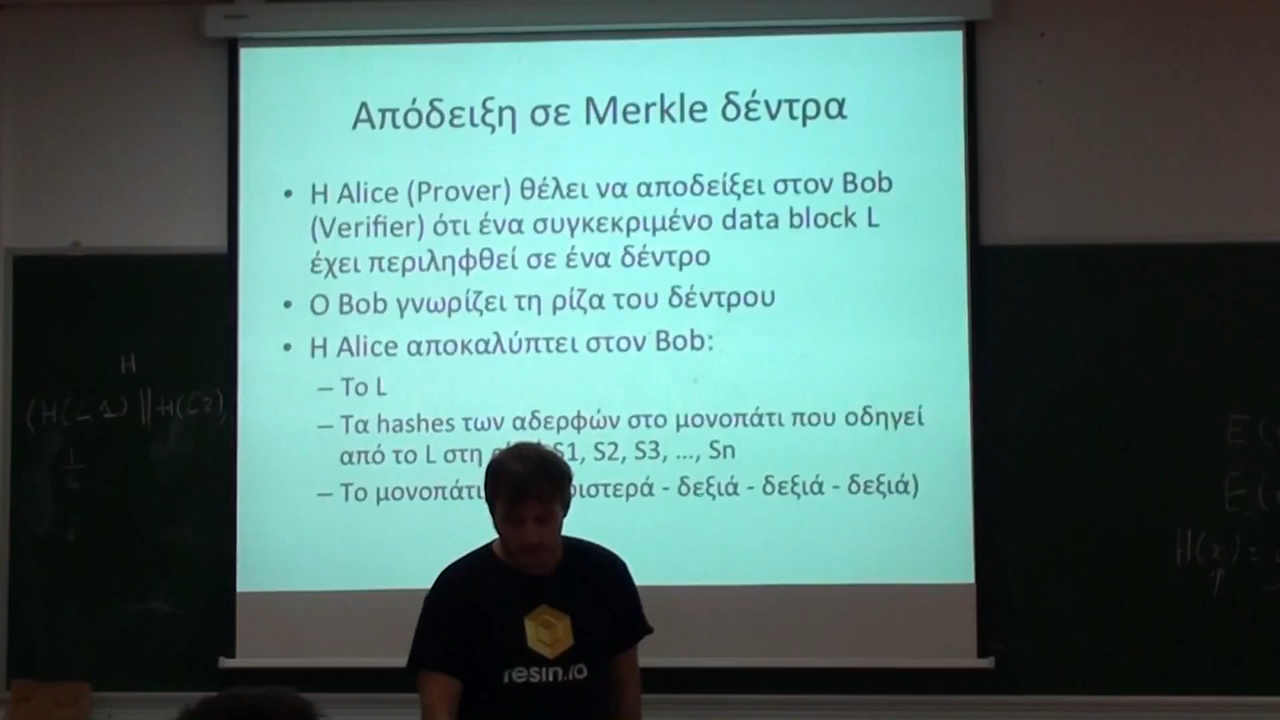 Απόδειξη σε Merkle δέντρα
• Η Alice (Prover) θέλει να αποδείξει στον Bob
(Verifier) ότι ένα συγκεκριμένο data block L
έχει περιληφθεί σε ένα δέντρο
• Ο Bob γνωρίζει τη ρίζα του δέντρου
• Η Alice αποκαλύπτει στον Bob:
– Το L
– Τα hashes των αδερφών στο μονοπάτι που οδηγεί
από το L στη S1, S2, S3, ..., Sn
– Το μονοπάτι - δεξιά - δεξιά - δεξιά)
H
(H(L1) || H(L2)
H(x) =
resin.io